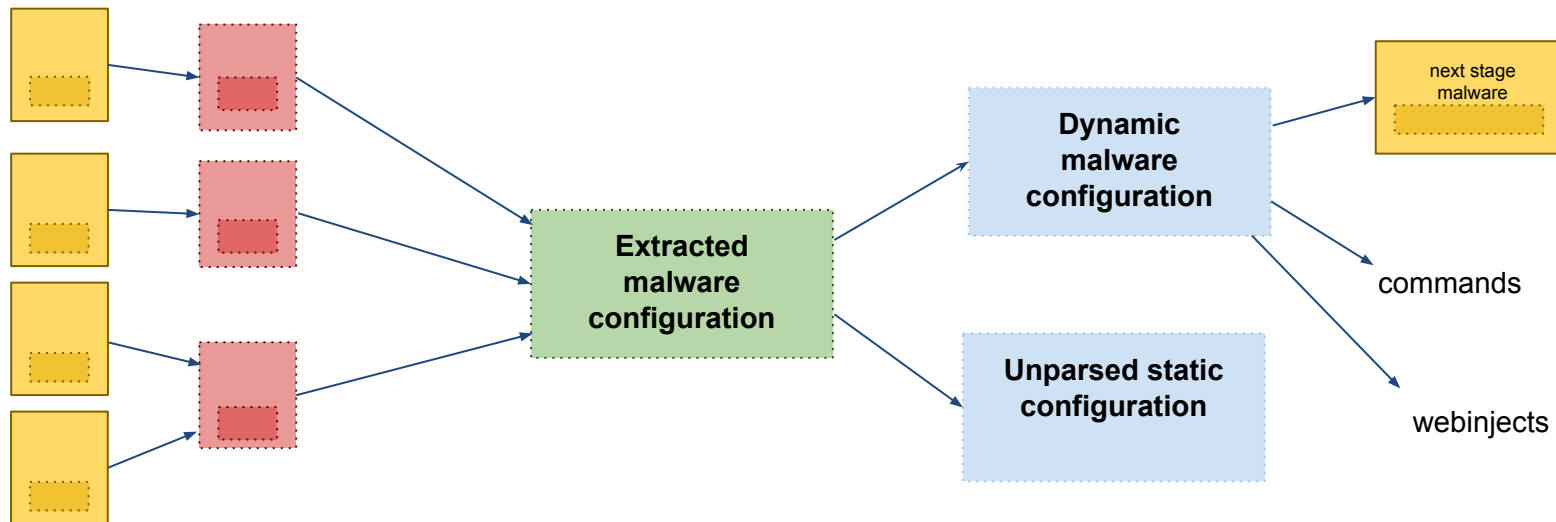 next stage
malware
Dynamic
malware
configuration
Extracted
malware
configuration
commands
Unparsed static
configuration
webinjects